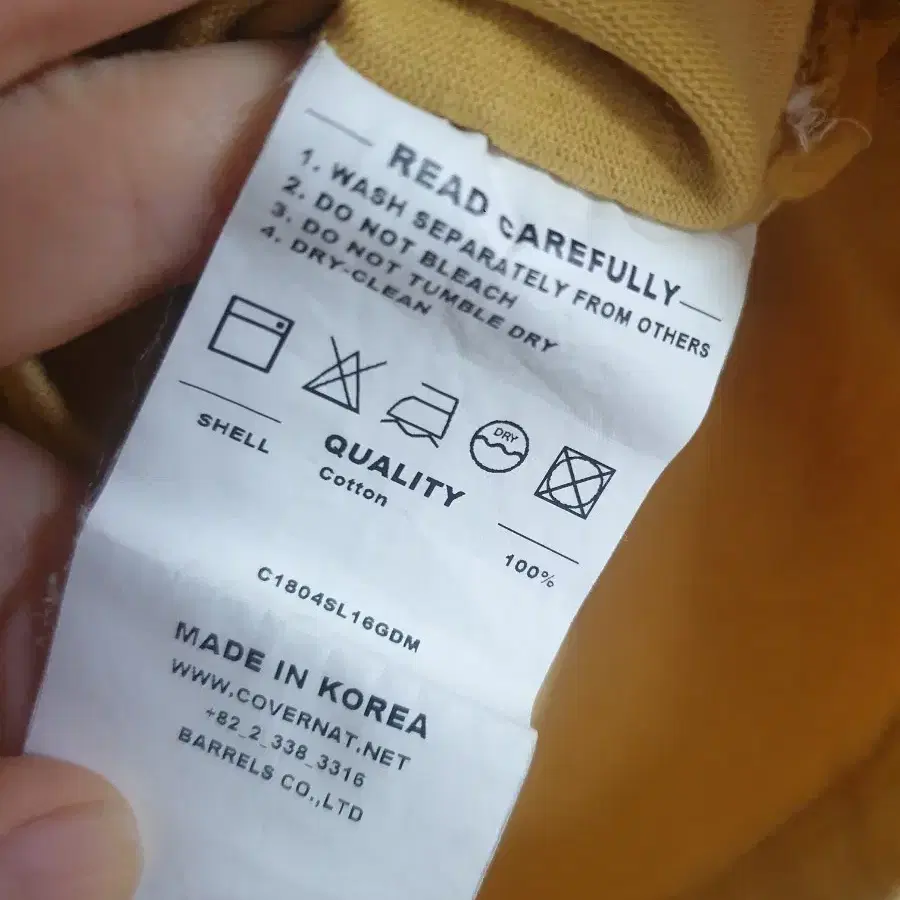 READ CAREFULLY
1. WASH SEPARATELY FROM OTHERS
2. DO NOT BLEACH
3. DO NOT TUMBLE DRY
4. DRY-CLEAN
DRY
SHELL
QUALITY
Cotton
100%
C1804SL16GDM
MADE IN KOREA
WWW.COVERNAT.NET
+82_2_338_3316
BARRELS CO.,LTD